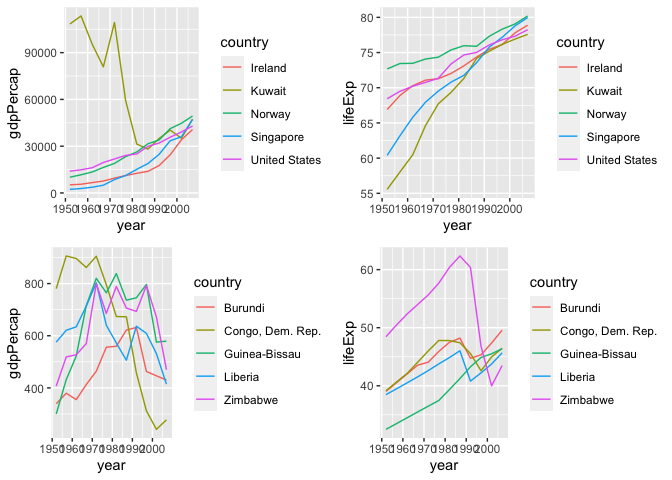 gdpPercap
90000
60000
30000
0
1950 1960 1970 1980 1990 2000
year
country
Ireland
Kuwait
Norway
Singapore
United States
lifeExp
80
75
70
65
60
55
1950 1960 1970 1980 1990 2000
year
country
Ireland
Kuwait
Norway
Singapore
United States
gdpPercap
800
600
400
1950 1960 1970 1980 1990 2000
year
country
Burundi
Congo, Dem. Rep.
Guinea-Bissau
Liberia
Zimbabwe
lifeExp
60
50
40
1950 1960 1970 1980 1990 2000
year
country
Burundi
Congo, Dem. Rep.
Guinea-Bissau
Liberia
Zimbabwe